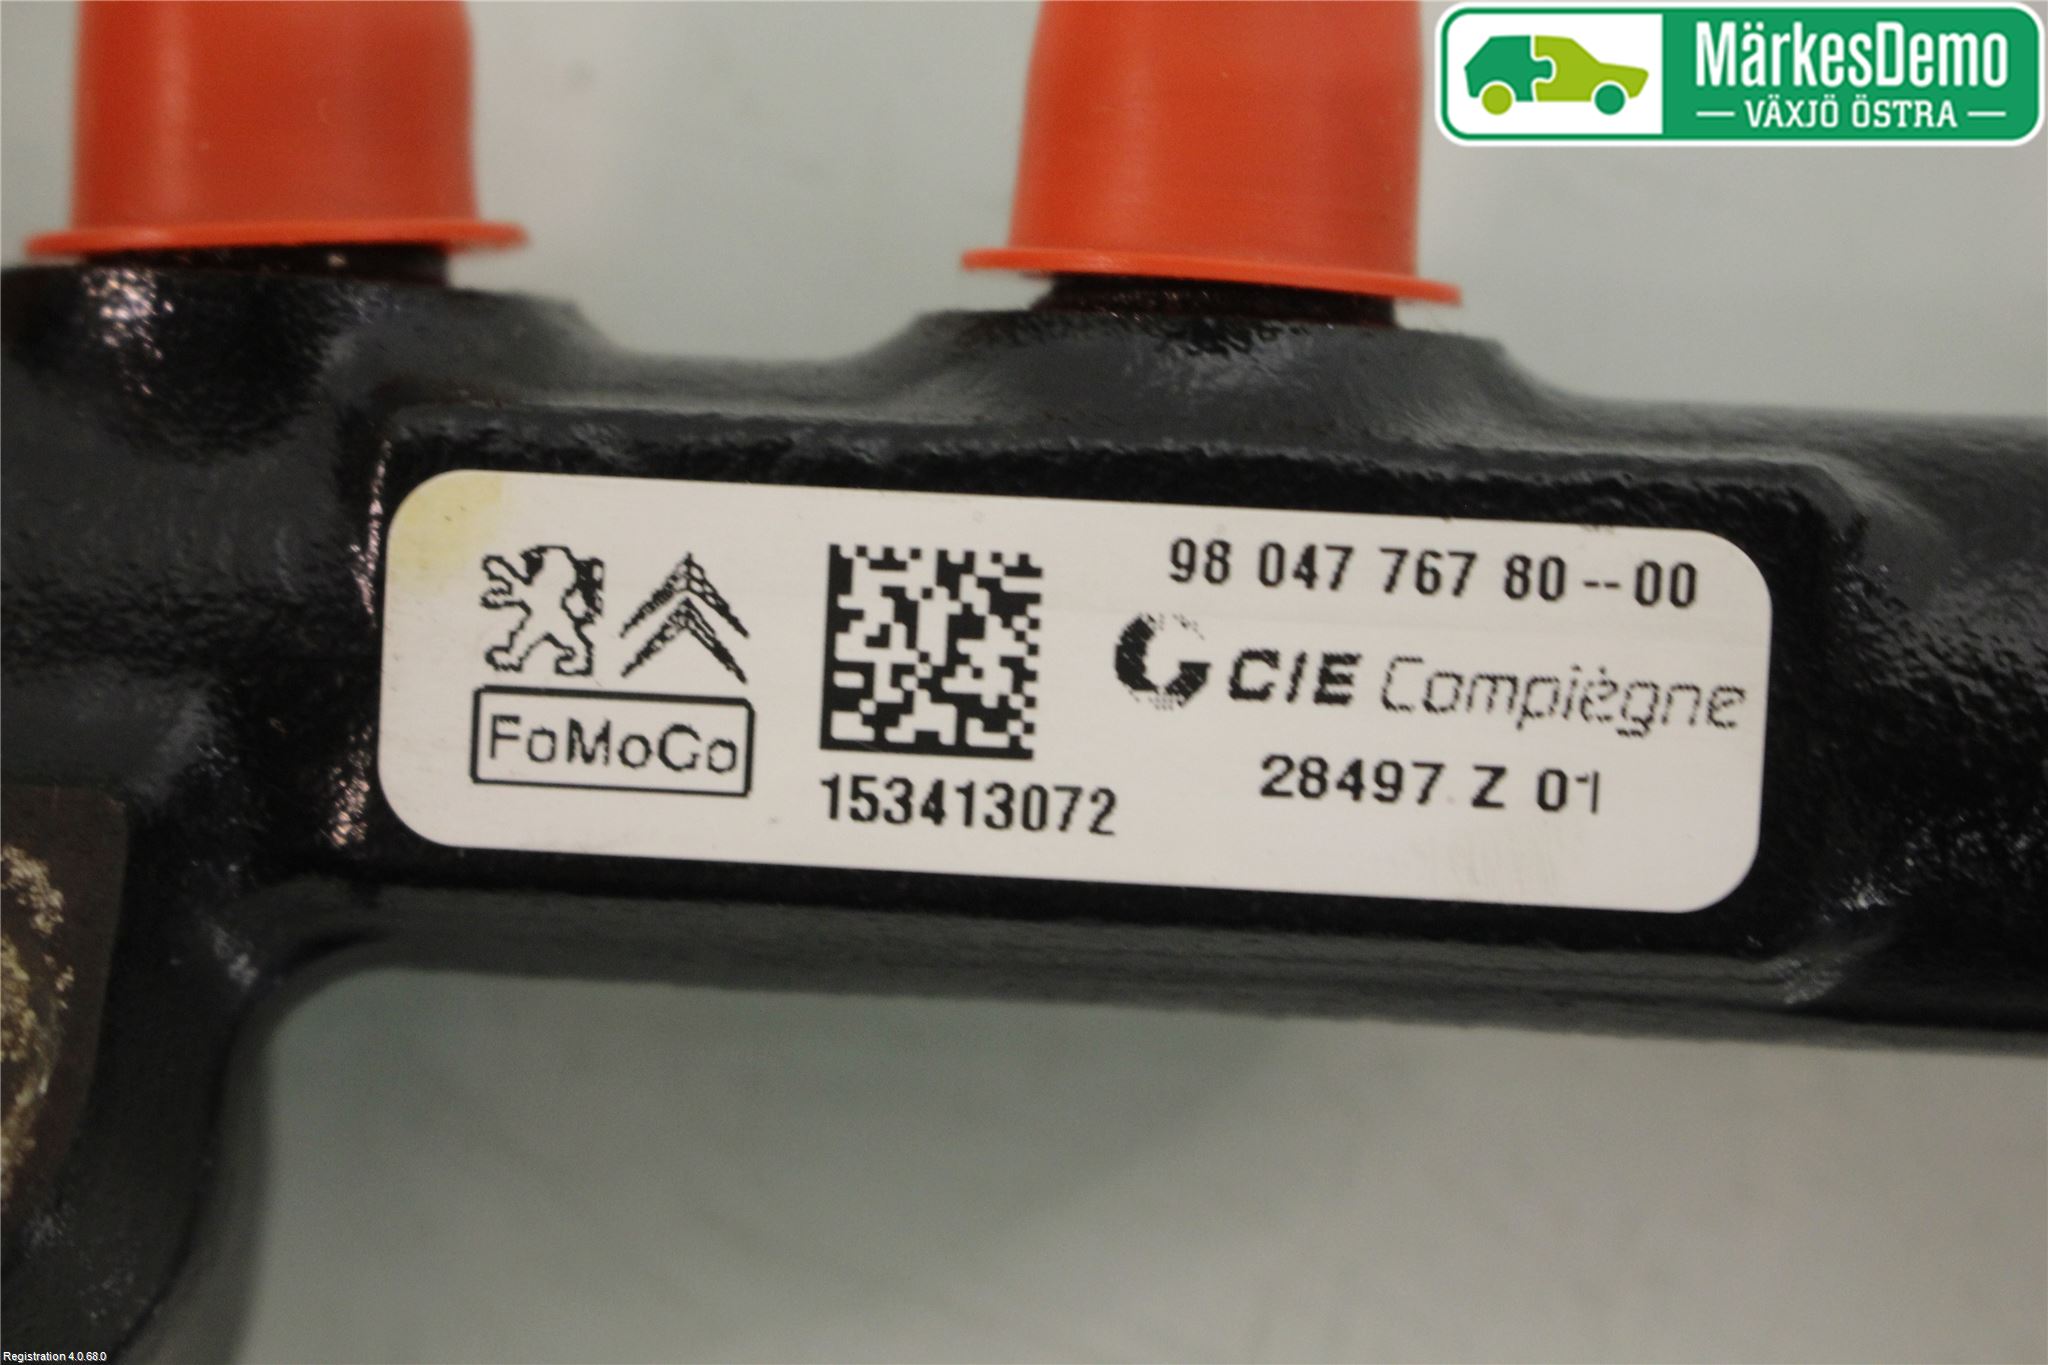 MärkesDemo
— VÄXJÖ ÖSTRA —
98 047 767 80--00
CIE Compiègne
FoMoCo
153413072
28497 Z 01
Registration 4.0.68.0